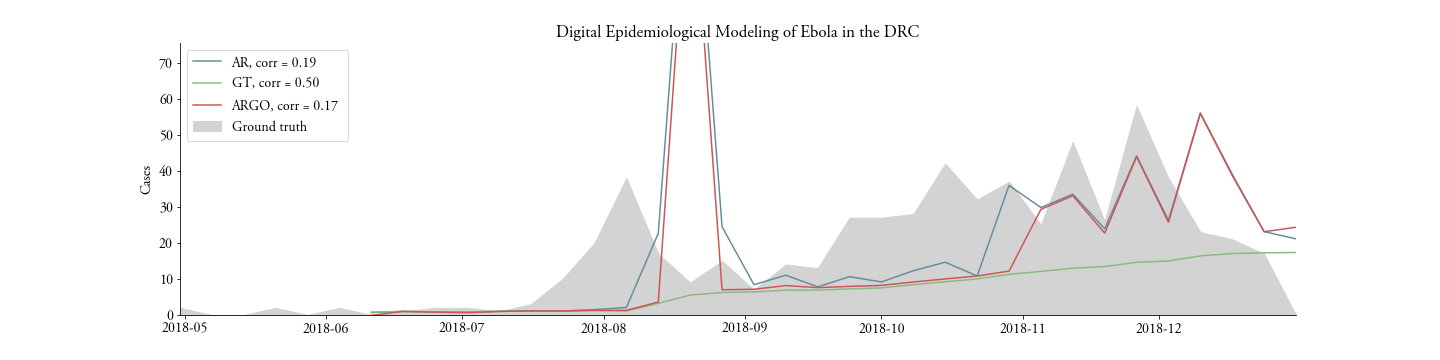 Digital Epidemiological Modeling of Ebola in the DRC
AR, corr = 0.19
GT, corr = 0.50
ARGO, corr = 0.17
Ground truth
Cases
70
60
50
40
30
20
10
0
2018-05 2018-06 2018-07 2018-08 2018-09 2018-10 2018-11 2018-12